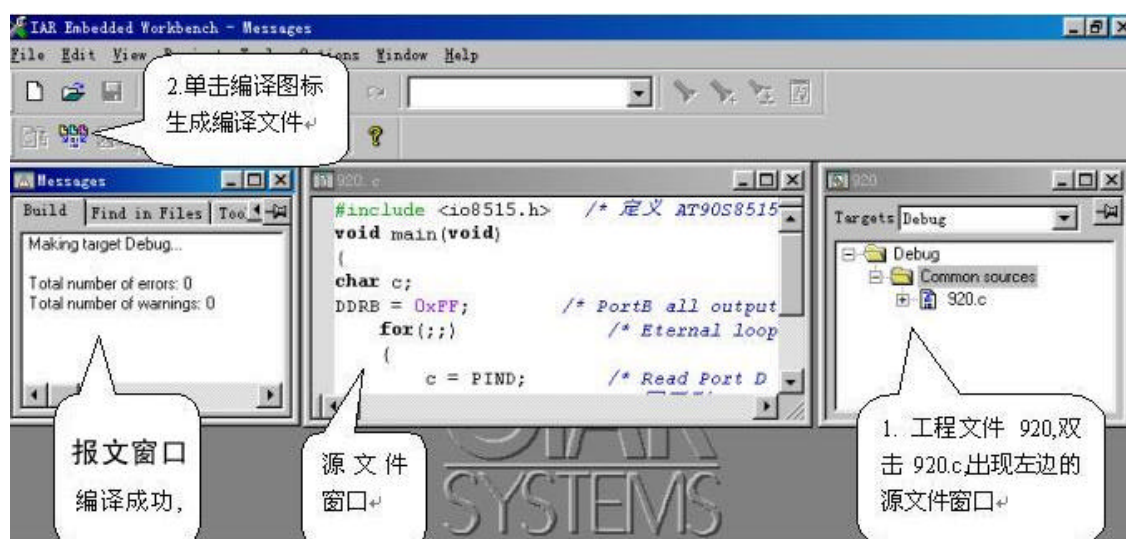 IAR Embedded Workbench - Messages
File Edit View Options Window Help
2.单击编译图标
生成编译文件
Messages
Build Find in Files Too
Making target Debug...
Total number of errors: 0
Total number of warnings: 0
920.c
#include <io8515.h> /* 定义 AT90S8515
void main(void)
{
char c;
DDRB = 0xFF; /* PortB all output
for(;;) /* Eternal loop
{
c = PIND; /* Read Port D
920
Targets Debug
Debug
Common sources
920.c
报文窗口
编译成功,
源文件
窗口
1. 工程文件 920,双
击 920.c,出现左边的
源文件窗口
IAR
SYSTEMS